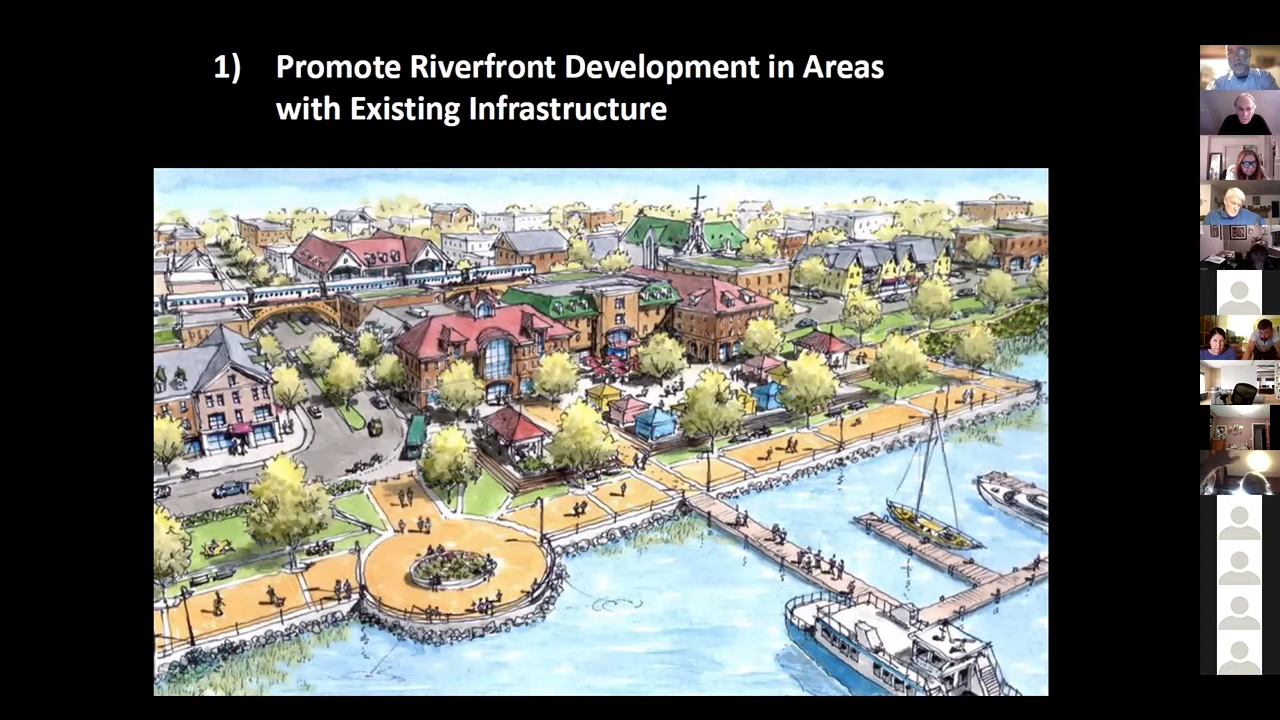 1) Promote Riverfront Development in Areas
with Existing Infrastructure